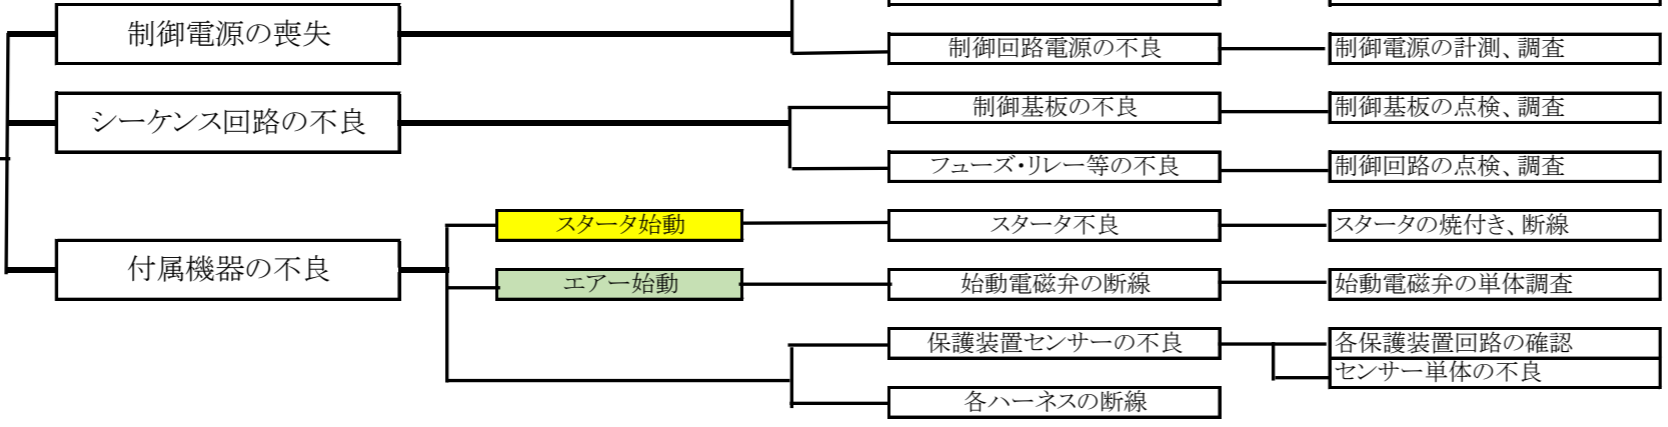 制御電源の喪失
制御回路電源の不良
制御電源の計測、調査
シーケンス回路の不良
制御基板の不良
制御基板の点検、調査
フューズ・リレー等の不良
制御回路の点検、調査
付属機器の不良
スタータ始動
スタータ不良
スタータの焼付き、断線
エアー始動
始動電磁弁の断線
始動電磁弁の単体調査
保護装置センサーの不良
各保護装置回路の確認
センサー単体の不良
各ハーネスの断線